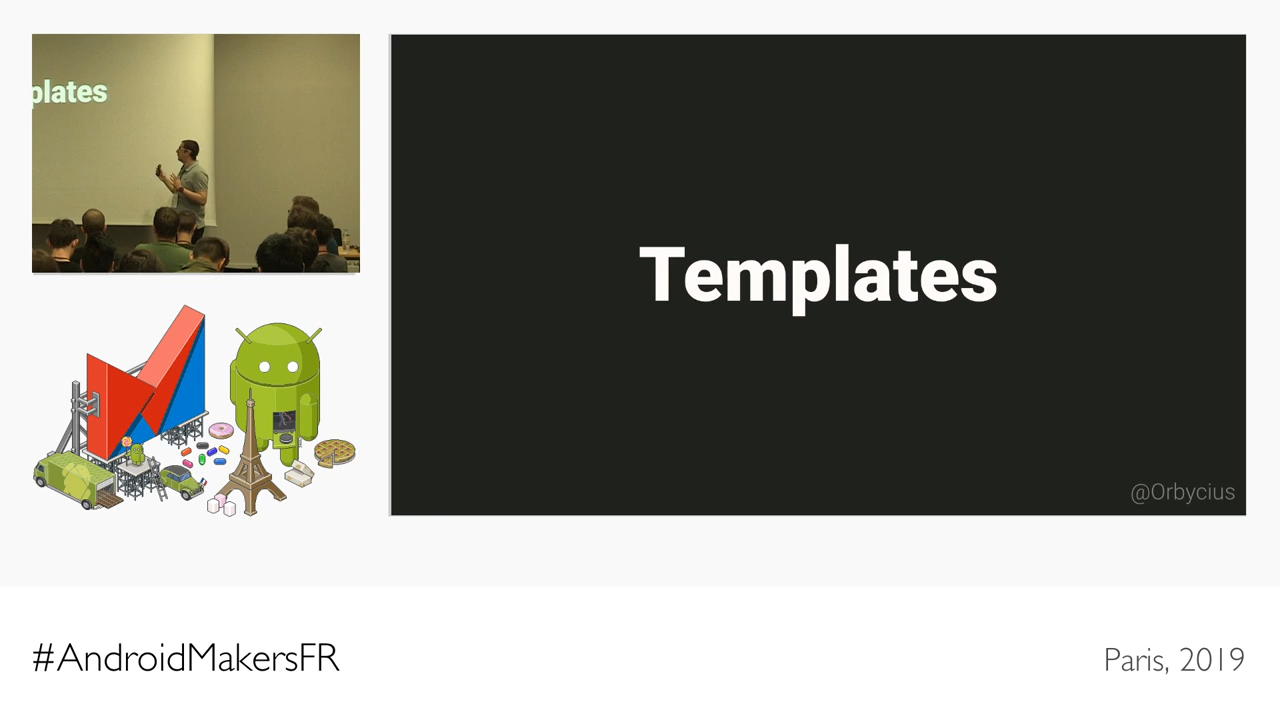 plates
Templates
@Orbycius
#AndroidMakersFR
Paris, 2019